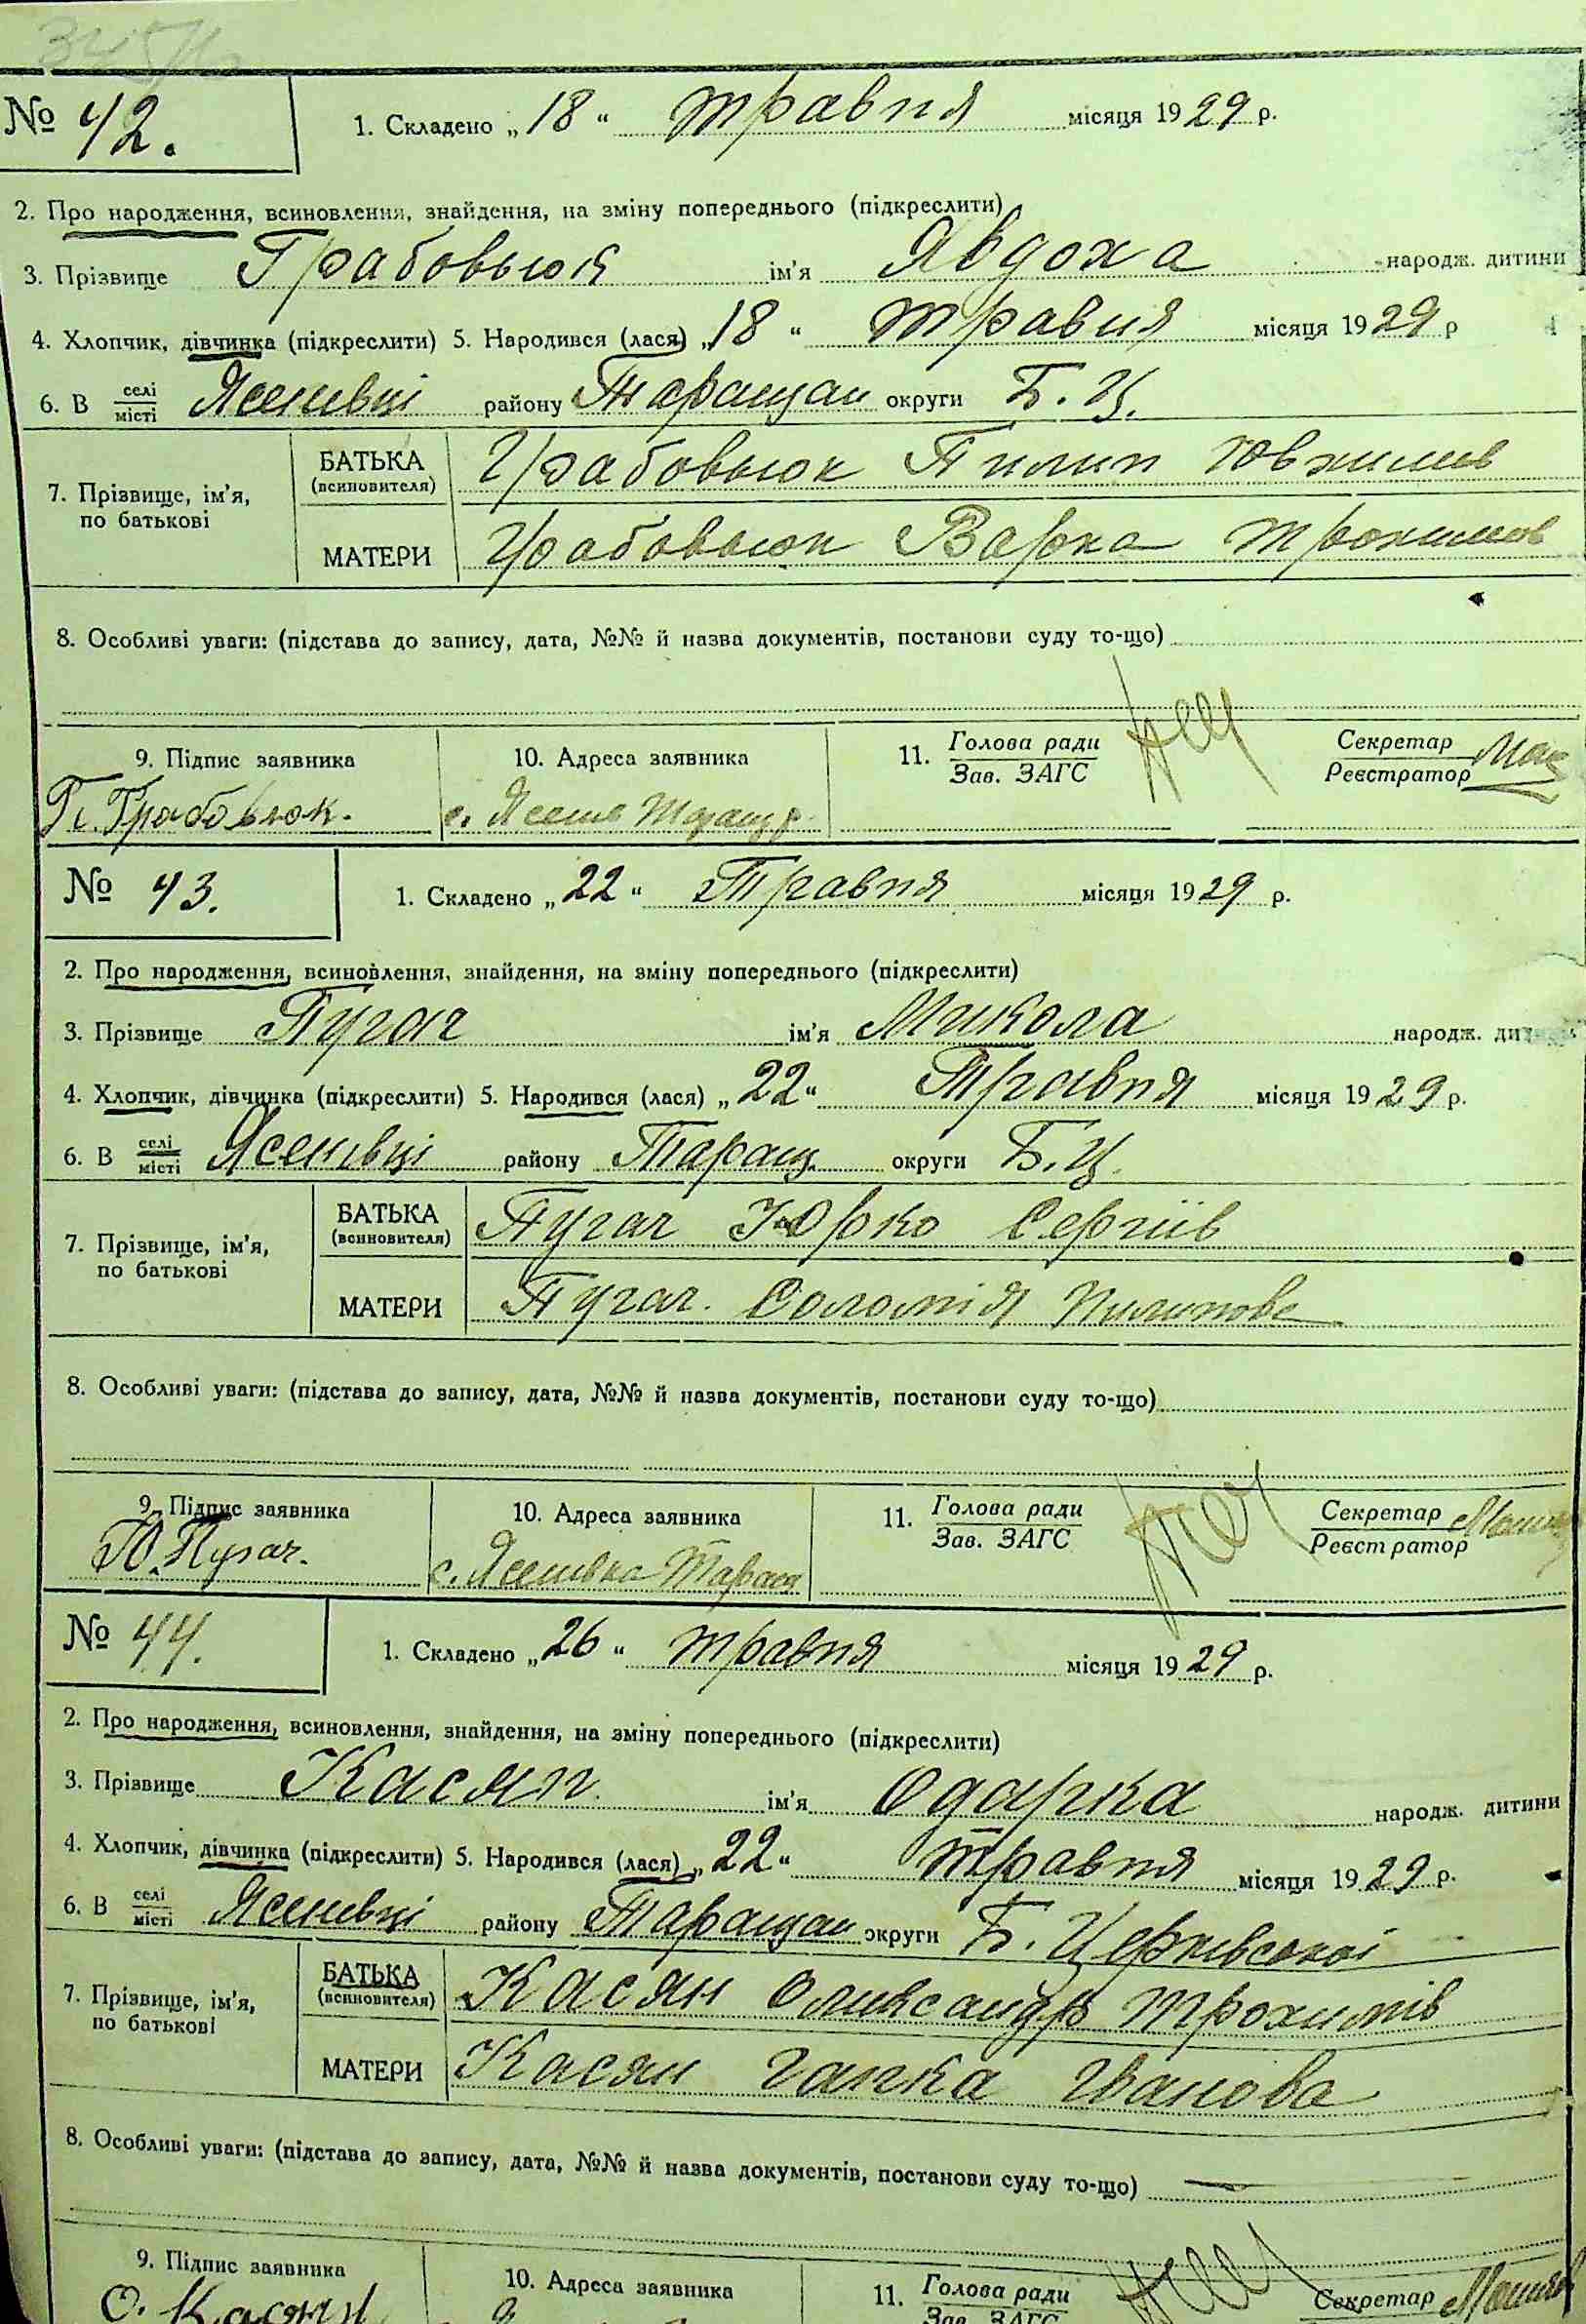 № 42. 1. Складено „18“ травня місяця 1929 р.
2. Про народження, всиновлення, знайдення, на зміну попереднього (підкреслити)
3. Прізвище Грабовьюк ім'я Явдоха народж. дитини
4. Хлопчик, дівчинка (підкреслити) 5. Народився (лася) „18“ травня місяця 1929 р
6. В селі місті Ясенівці району Таращан округи Б. Ц.
7. Прізвище, ім'я, по батькові
БАТЬКА (всиновителя) Грабовьюк Пилип
МАТЕРИ Грабовьюк Варка Трохимов
8. Особливі уваги: (підстава до запису, дата, №№ й назва документів, постанови суду то-що)
9. Підпис заявника 10. Адреса заявника 11. Голова ради Зав. ЗАГС Секретар Реєстратор
Грабовьюк. с.
№ 43. 1. Складено „22“ Травня місяця 1929 р.
2. Про народження, всиновлення, знайдення, на зміну попереднього (підкреслити)
3. Прізвище Пугач ім'я Микола народж.
4. Хлопчик, дівчинка (підкреслити) 5. Народився (лася) „22“ Травня місяця 1929 р.
6. В селі місті Ясенівці району Таращ. округи Б. Ц.
7. Прізвище, ім'я, по батькові
БАТЬКА (всиновителя) Пугач Юрко Сергіїв
МАТЕРИ Пугач. Соломія Пилипова
8. Особливі уваги: (підстава до запису, дата, №№ й назва документів, постанови суду то-що)
9. Підпис заявника 10. Адреса заявника 11. Голова ради Зав. ЗАГС Секретар Реєстратор
Ю. Пугач. с. Ясенівка
№ 44. 1. Складено „26“ травня місяця 1929 р.
2. Про народження, всиновлення, знайдення, на зміну попереднього (підкреслити)
3. Прізвище Касян ім'я Одарка народж. дитини
4. Хлопчик, дівчинка (підкреслити) 5. Народився (лася) „22“ травня місяця 1929 р.
6. В селі місті Ясенівці району Таращан округи Б. Церківської
7. Прізвище, ім'я, по батькові
БАТЬКА (всиновителя) Касян Олександр Трохимів
МАТЕРИ Касян Ганка Іванова
8. Особливі уваги: (підстава до запису, дата, №№ й назва документів, постанови суду то-що)
9. Підпис заявника 10. Адреса заявника 11. Голова ради Зав. ЗАГС Секретар
О. Касян